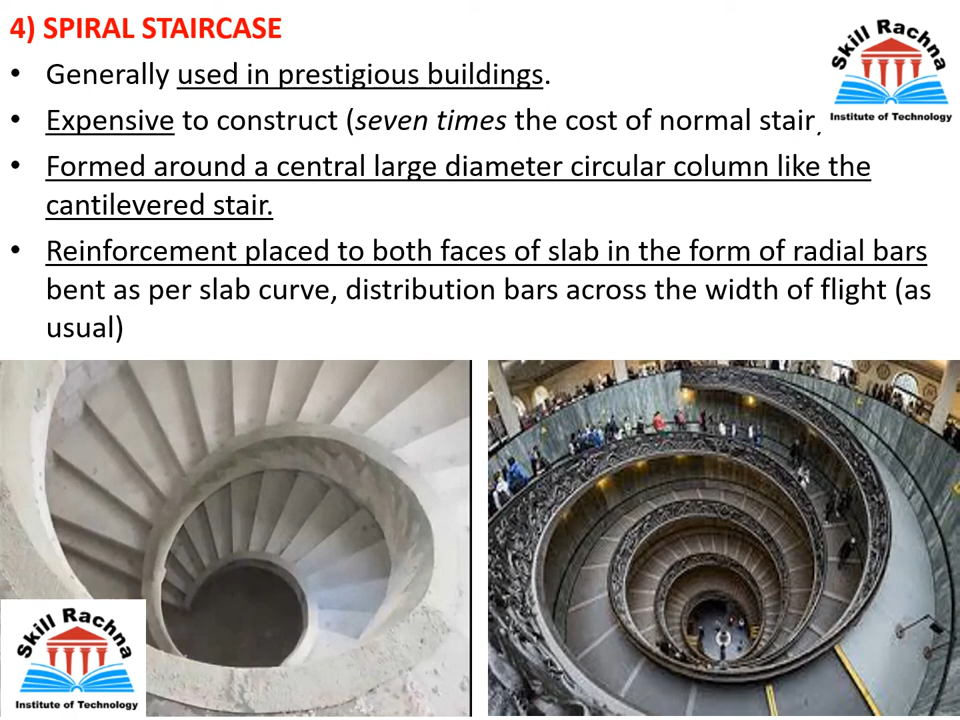 4) SPIRAL STAIRCASE
• Generally used in prestigious buildings.
• Expensive to construct (seven times the cost of normal stair)
• Formed around a central large diameter circular column like the
cantilevered stair.
• Reinforcement placed to both faces of slab in the form of radial bars
bent as per slab curve, distribution bars across the width of flight (as
usual)
Skill Rachna
Institute of Technology
Skill Rachna
Institute of Technology